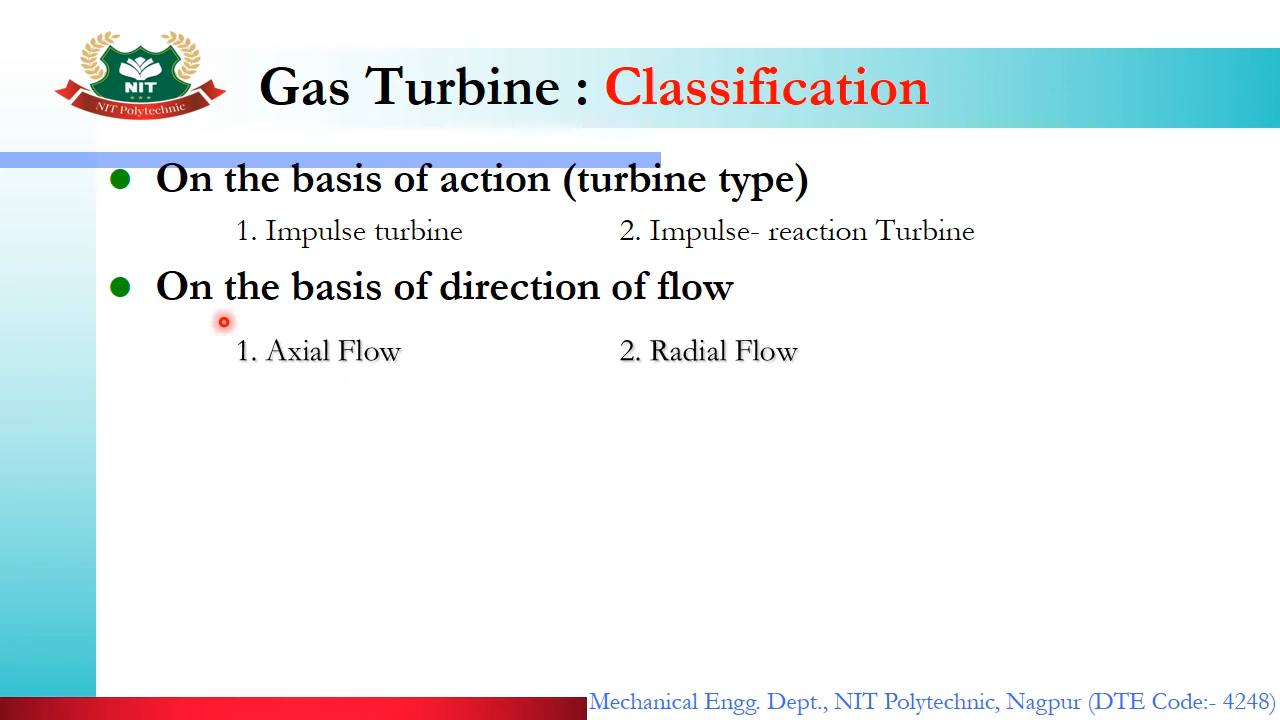 NIT
NIT Polytechnic
Gas Turbine : Classification
On the basis of action (turbine type)
1. Impulse turbine 2. Impulse- reaction Turbine
On the basis of direction of flow
1. Axial Flow 2. Radial Flow
Mechanical Engg. Dept., NIT Polytechnic, Nagpur (DTE Code:- 4248)